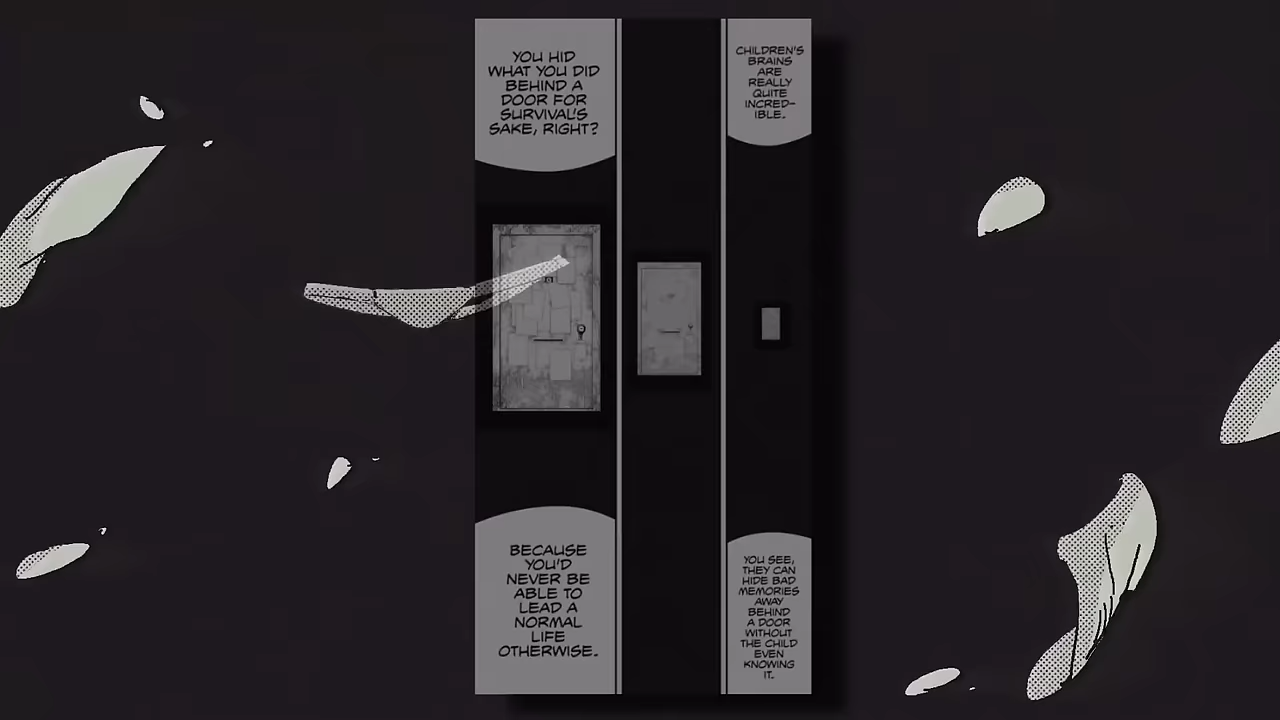 CHILDREN'S
BRAINS
ARE
REALLY
QUITE
INCRED-
IBLE.
YOU SEE,
THEY CAN
HIDE BAD
MEMORIES
AWAY
BEHIND
A DOOR
WITHOUT
THE CHILD
EVEN
KNOWING
IT.
YOU HID
WHAT YOU DID
BEHIND A
DOOR FOR
SURVIVAL'S
SAKE, RIGHT?
BECAUSE
YOU'D
NEVER BE
ABLE TO
LEAD A
NORMAL
LIFE
OTHERWISE.